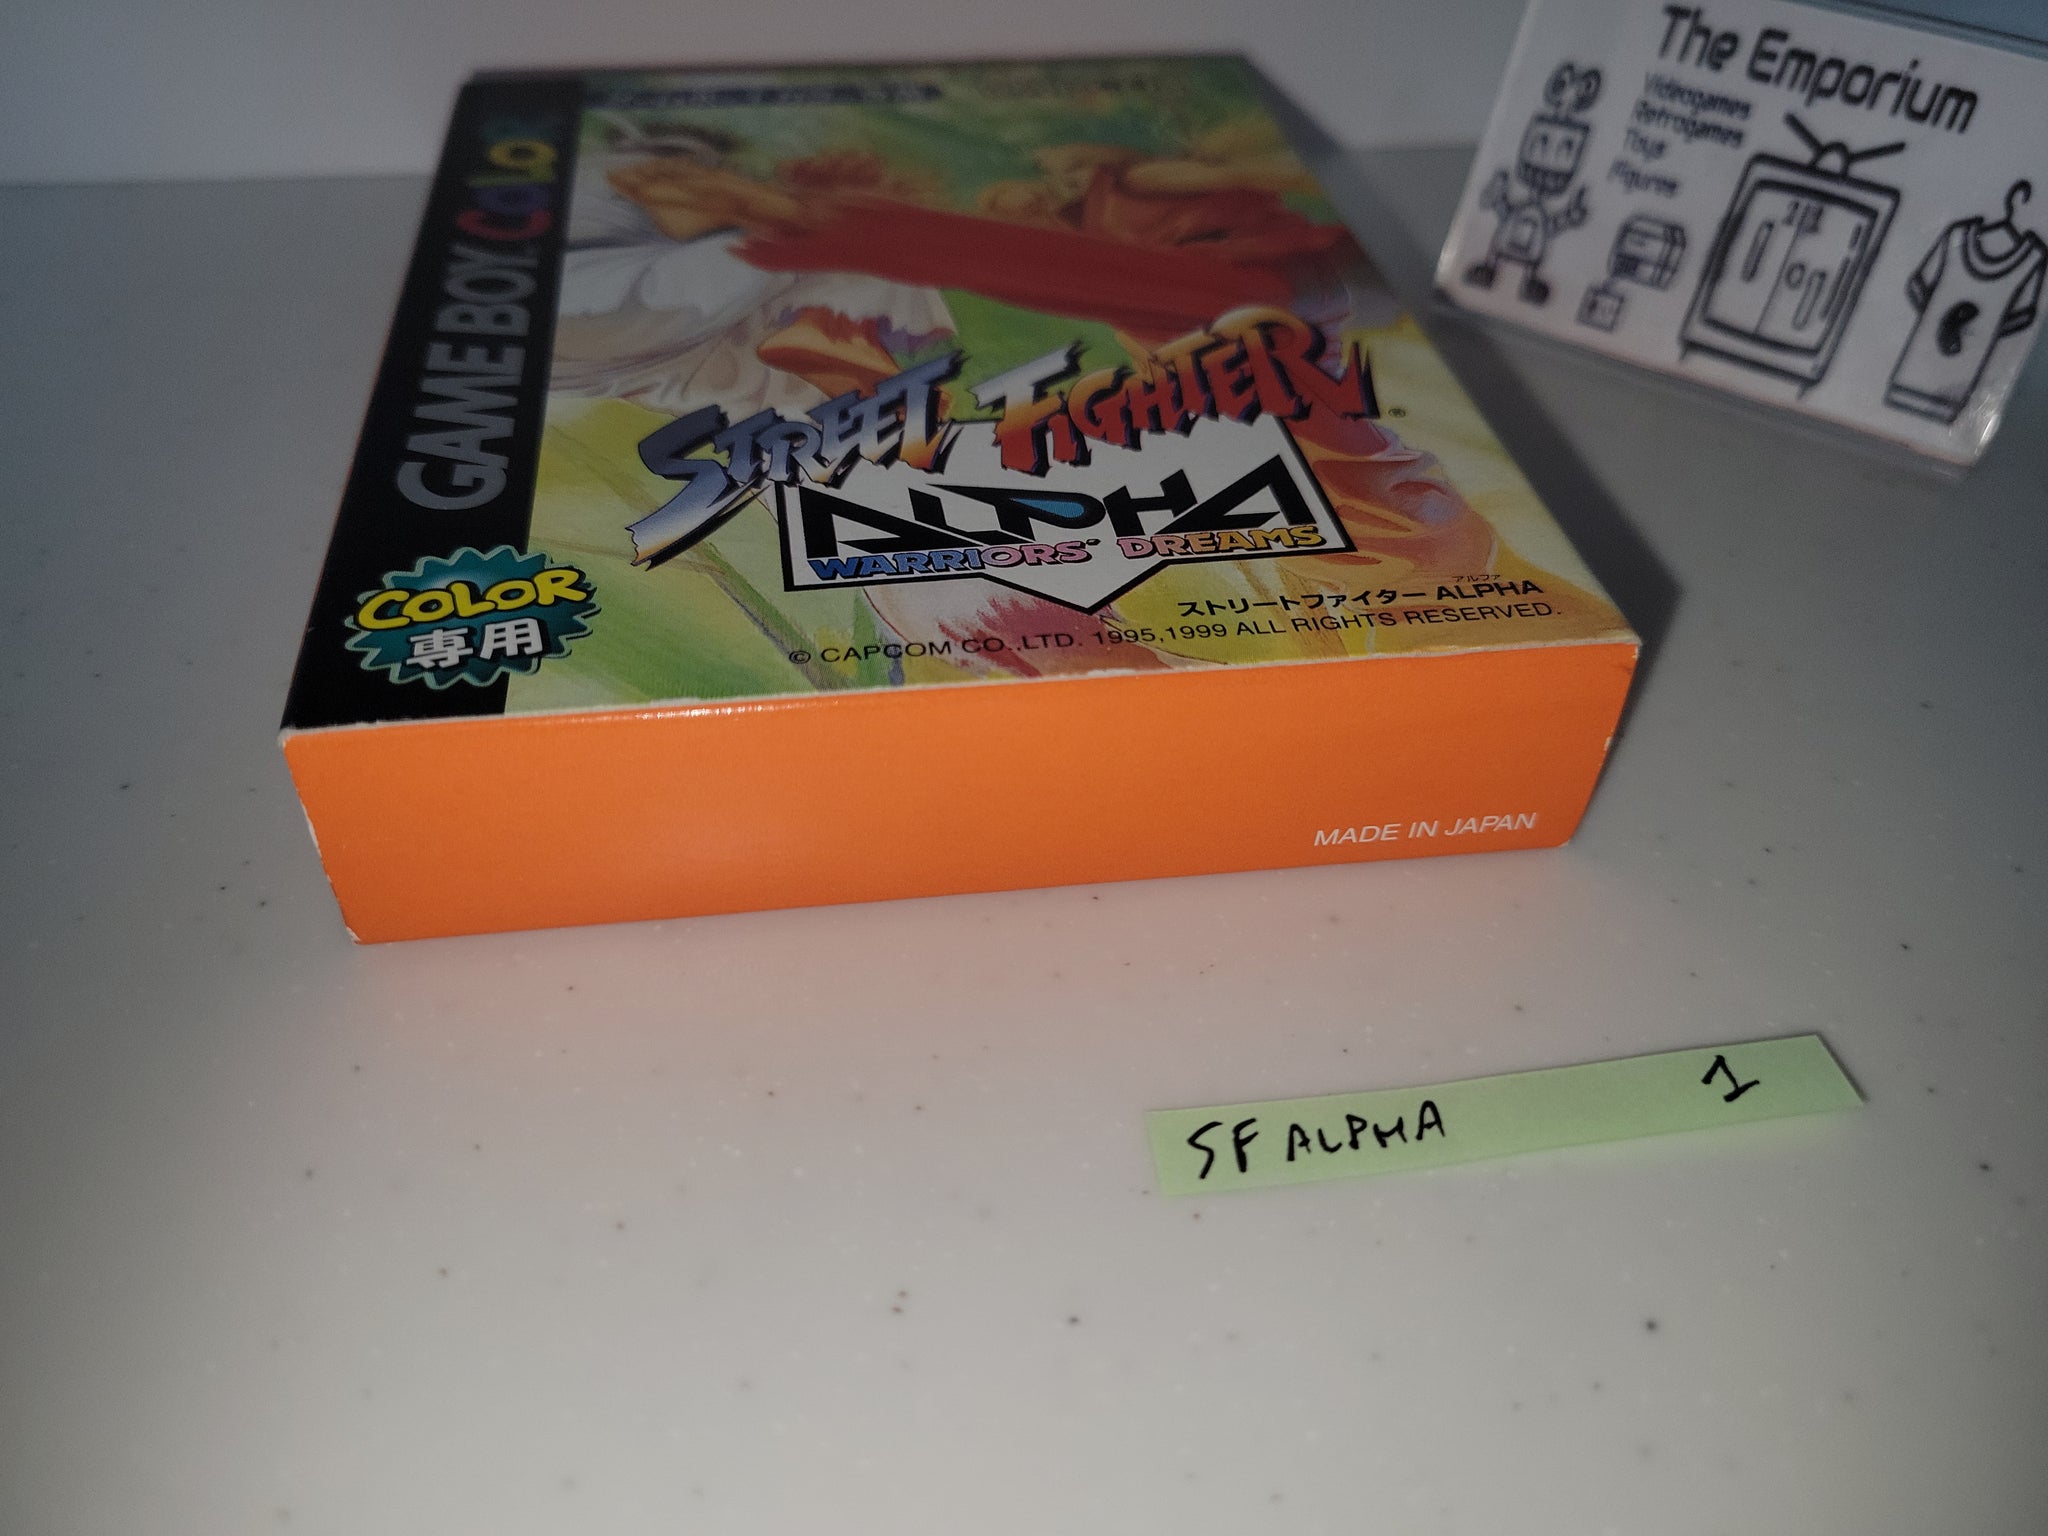 The Emporium
Videogames
Retrogames
Toys
Figures
GAME BOY COLOR
STREET FIGHTER®
ALPHA
WARRIORS' DREAMS
COLOR
専用
アルファ
ストリートファイター ALPHA
© CAPCOM CO.,LTD. 1995,1999 ALL RIGHTS RESERVED.
MADE IN JAPAN
SF ALPHA 1